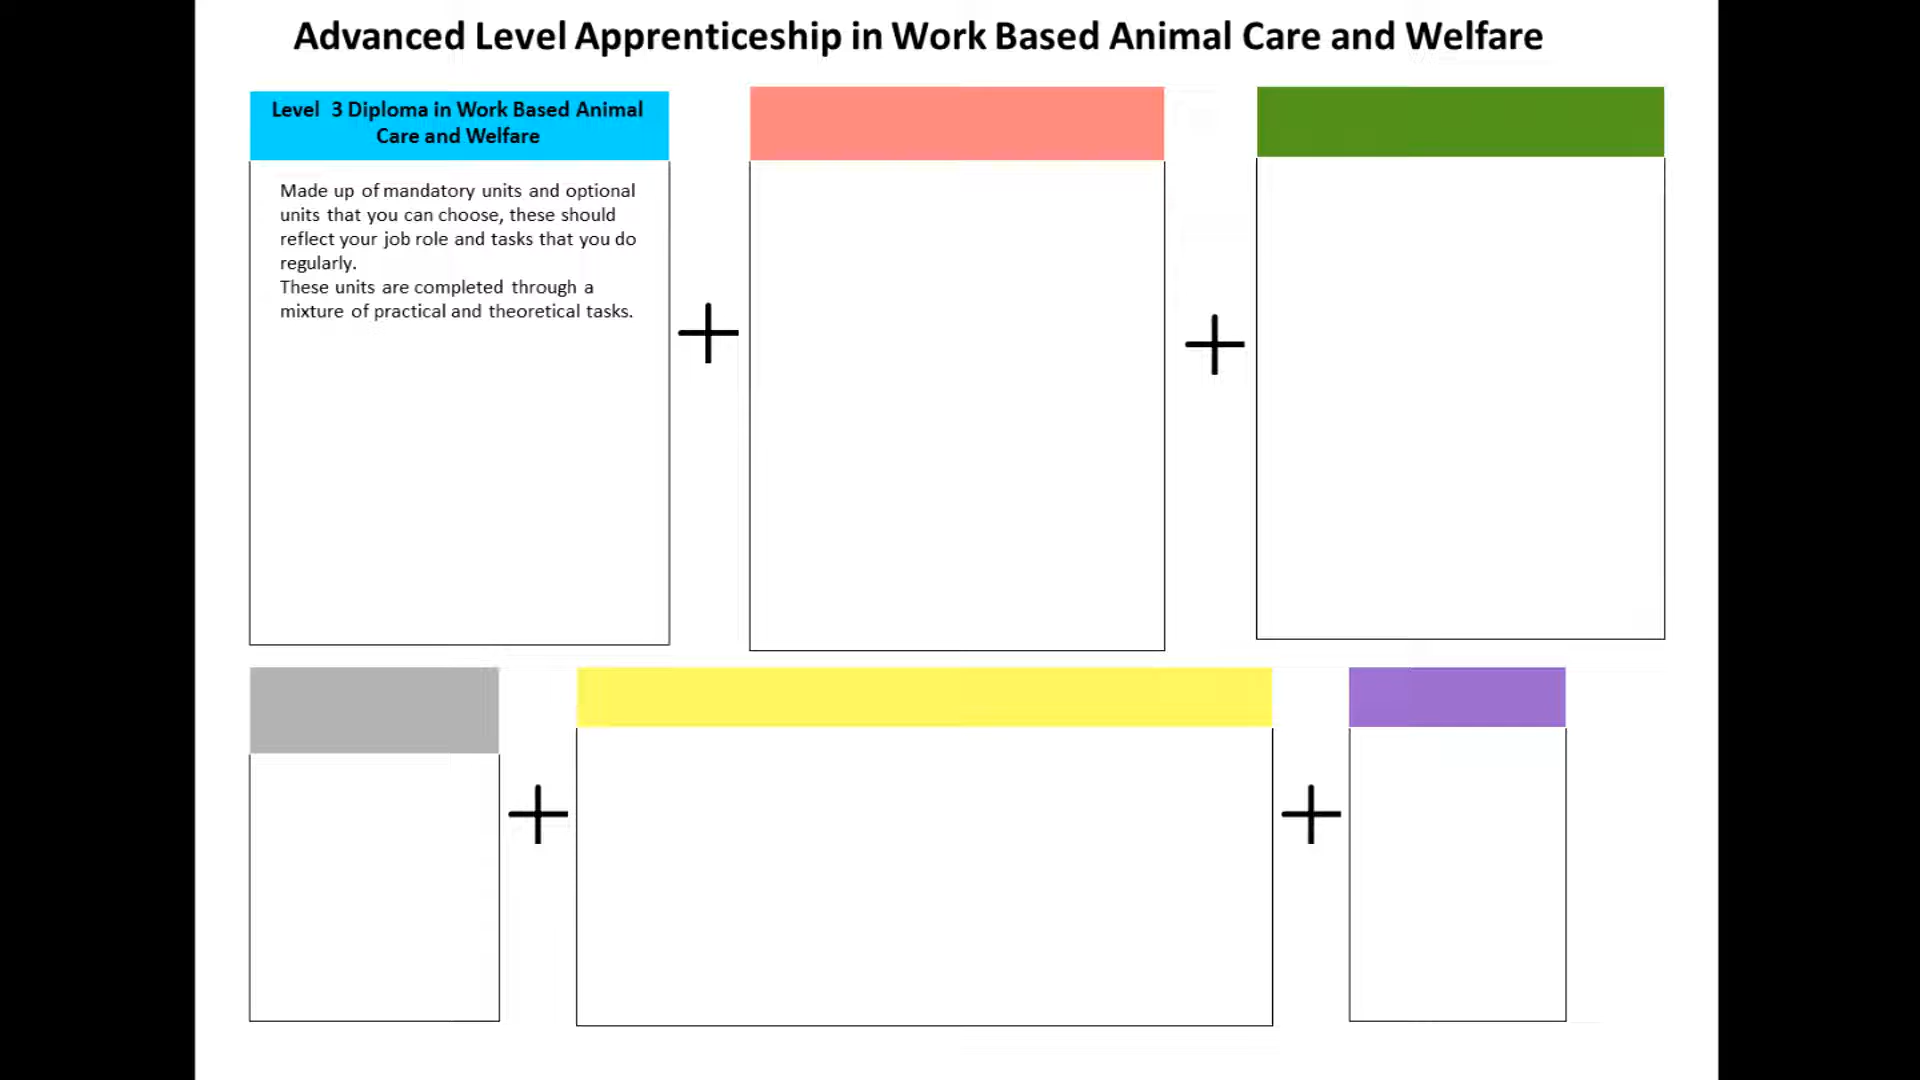 Advanced Level Apprenticeship in Work Based Animal Care and Welfare
Level 3 Diploma in Work Based Animal
Care and Welfare
Made up of mandatory units and optional
units that you can choose, these should
reflect your job role and tasks that you do
regularly.
These units are completed through a
mixture of practical and theoretical tasks.